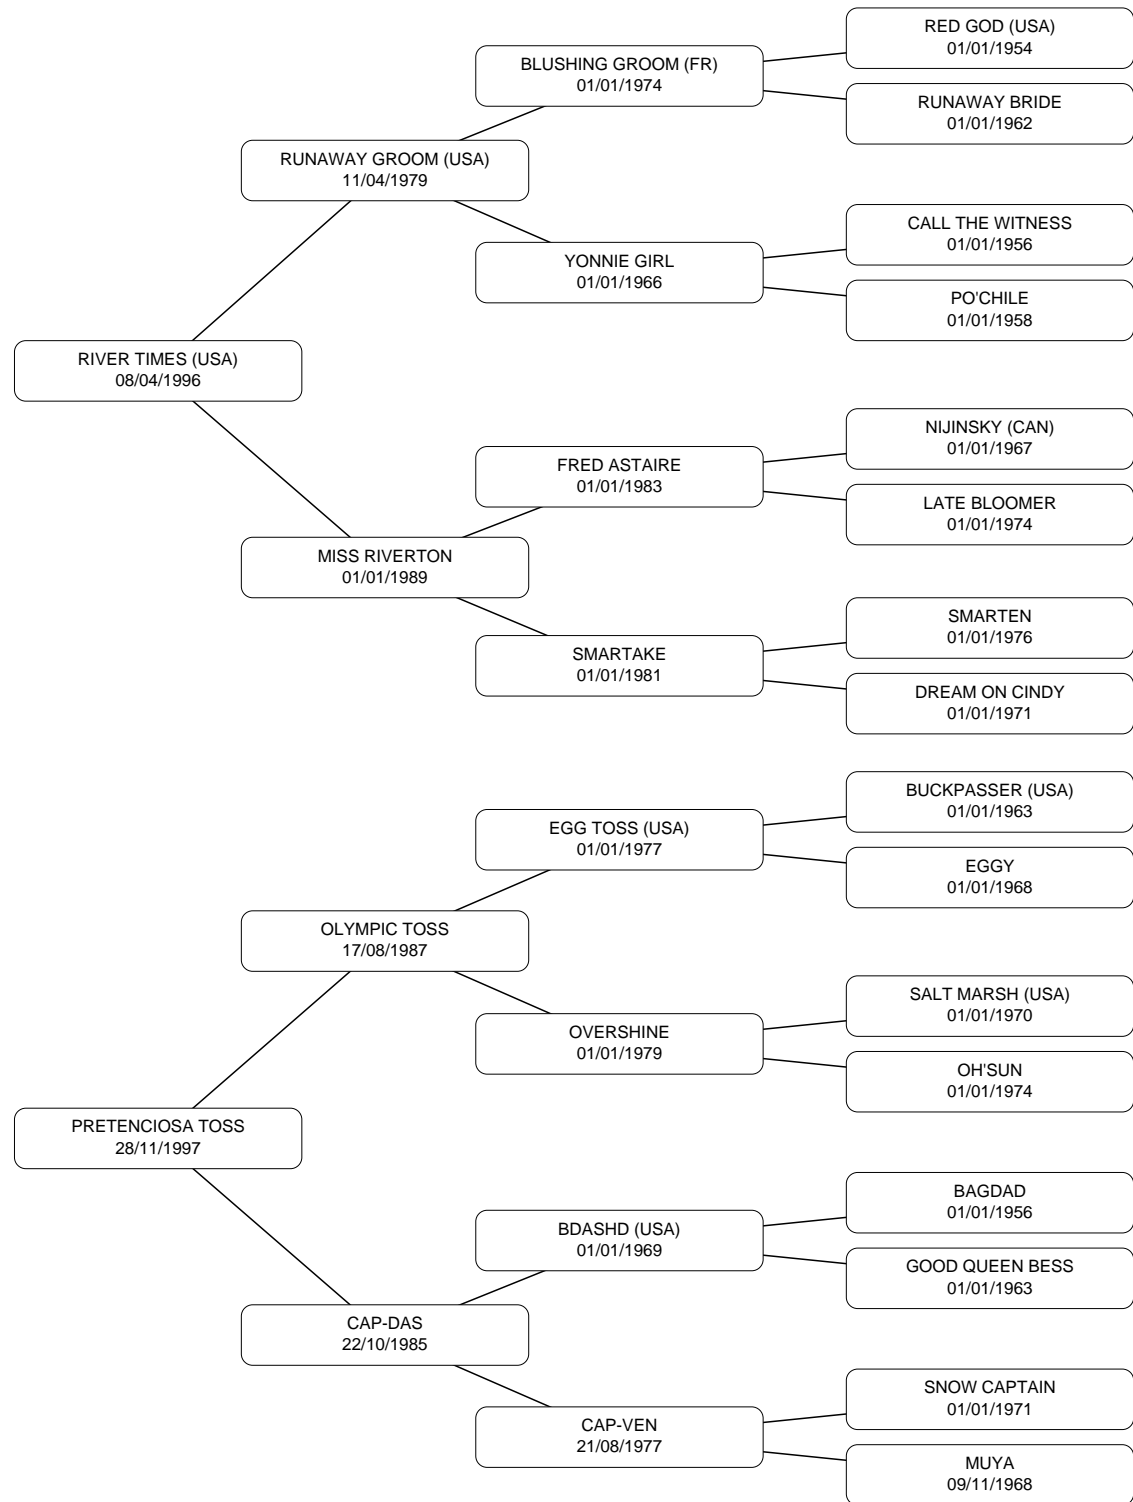 RED GOD (USA)
01/01/1954
BLUSHING GROOM (FR)
01/01/1974
RUNAWAY BRIDE
01/01/1962
RUNAWAY GROOM (USA)
11/04/1979
CALL THE WITNESS
01/01/1956
YONNIE GIRL
01/01/1966
PO'CHILE
01/01/1958
RIVER TIMES (USA)
08/04/1996
NIJINSKY (CAN)
01/01/1967
FRED ASTAIRE
01/01/1983
LATE BLOOMER
01/01/1974
MISS RIVERTON
01/01/1989
SMARTEN
01/01/1976
SMARTAKE
01/01/1981
DREAM ON CINDY
01/01/1971
BUCKPASSER (USA)
01/01/1963
EGG TOSS (USA)
01/01/1977
EGGY
01/01/1968
OLYMPIC TOSS
17/08/1987
SALT MARSH (USA)
01/01/1970
OVERSHINE
01/01/1979
OH'SUN
01/01/1974
PRETENCIOSA TOSS
28/11/1997
BAGDAD
01/01/1956
BDASHD (USA)
01/01/1969
GOOD QUEEN BESS
01/01/1963
CAP-DAS
22/10/1985
SNOW CAPTAIN
01/01/1971
CAP-VEN
21/08/1977
MUYA
09/11/1968